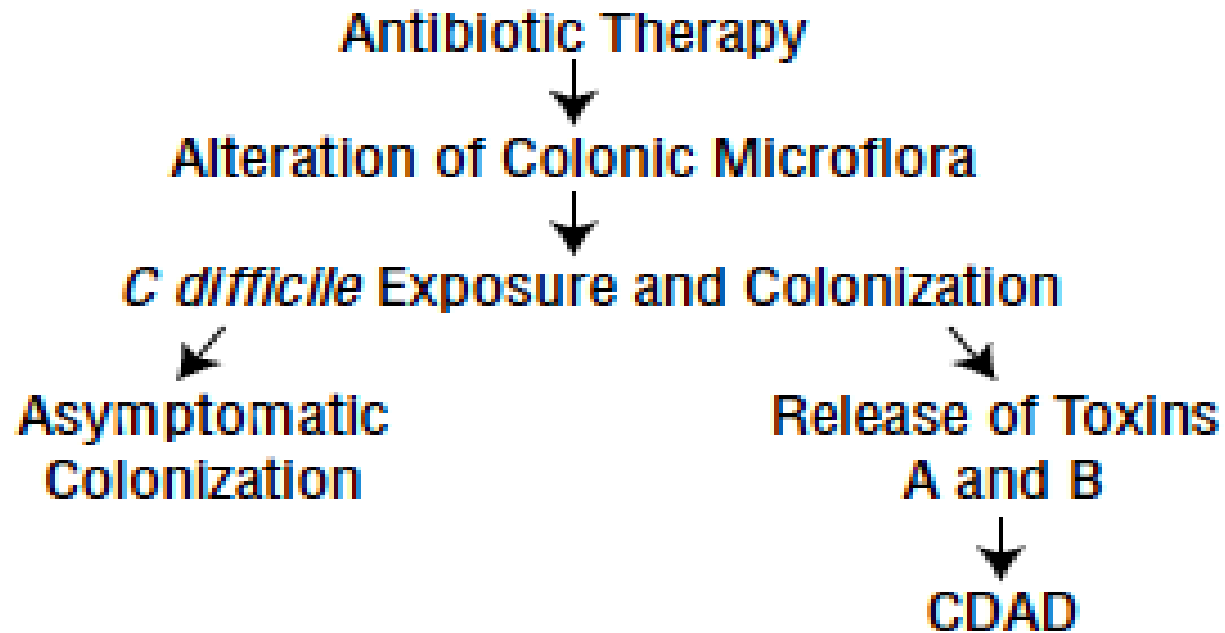 Antibiotic Therapy
Alteration of Colonic Microflora
C difficile Exposure and Colonization
Asymptomatic
Colonization
Release of Toxins
A and B
CDAD